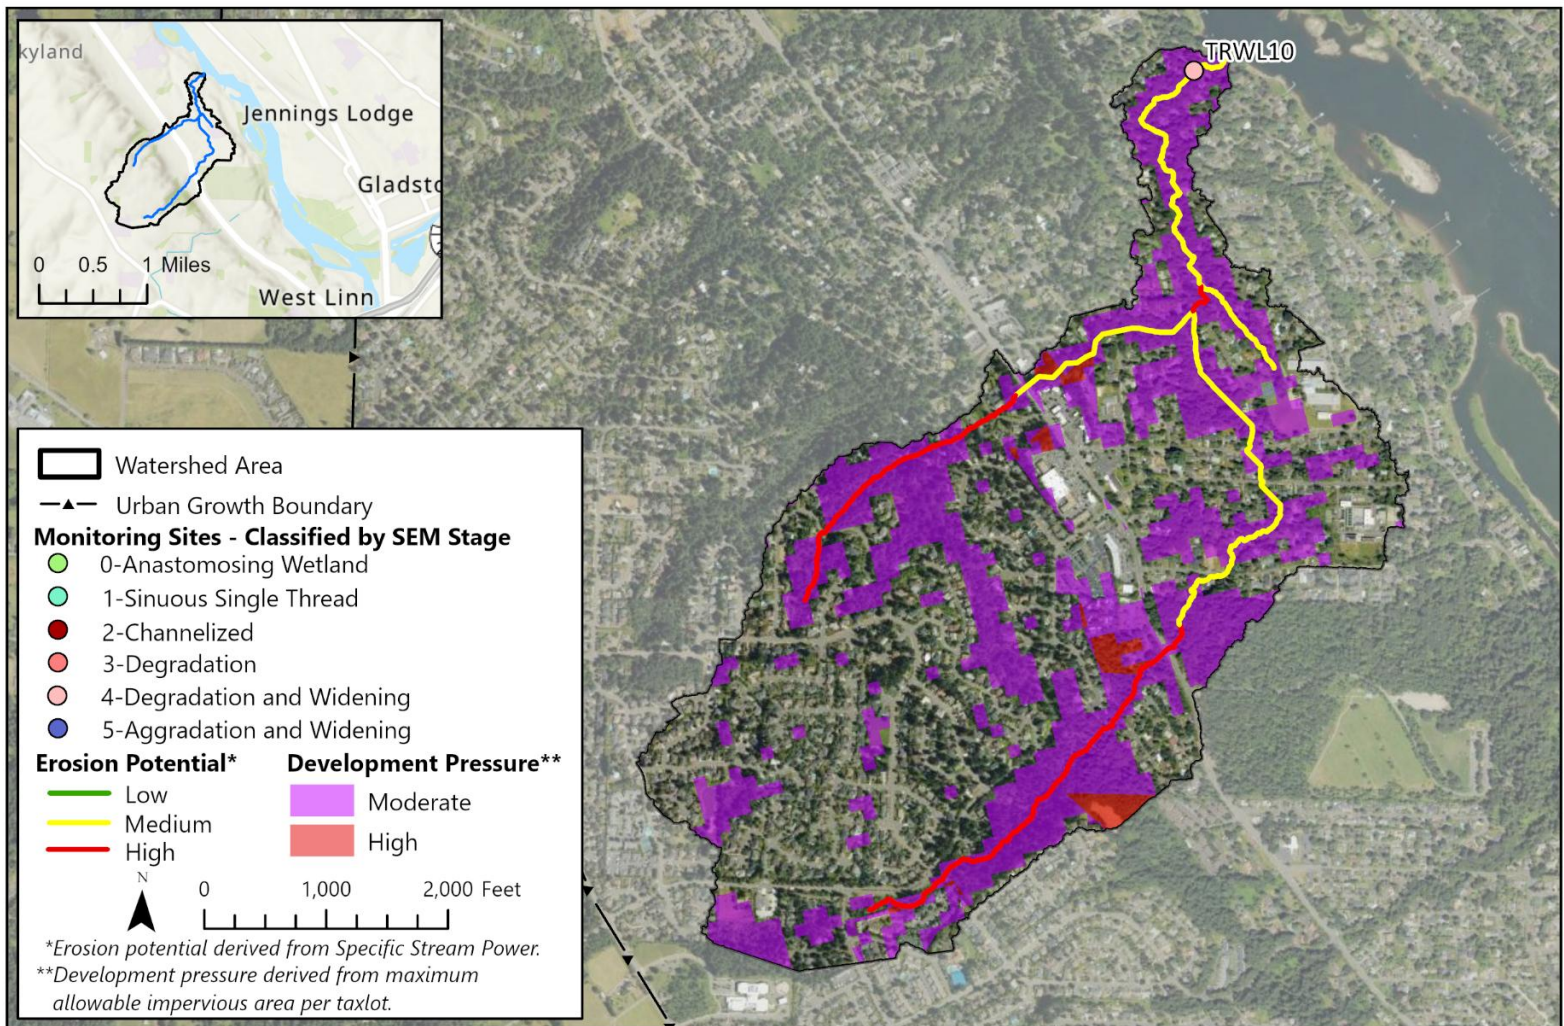 kyland
Jennings Lodge
Gladsto
West Linn
0 0.5 1 Miles
TRWL10
Watershed Area
Urban Growth Boundary
Monitoring Sites - Classified by SEM Stage
0-Anastomosing Wetland
1-Sinuous Single Thread
2-Channelized
3-Degradation
4-Degradation and Widening
5-Aggradation and Widening
Erosion Potential*
Low
Medium
High
Development Pressure**
Moderate
High
N
0 1,000 2,000 Feet
*Erosion potential derived from Specific Stream Power.
**Development pressure derived from maximum
allowable impervious area per taxlot.